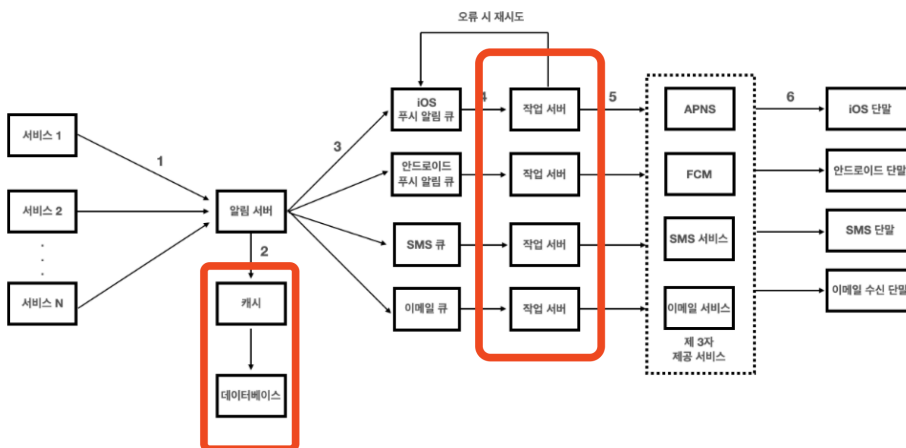 오류 시 재시도
iOS
푸시 알림 큐
4
작업 서버
5
APNS
6
iOS 단말
서비스 1
1
3
안드로이드
푸시 알림 큐
작업 서버
FCM
안드로이드 단말
서비스 2
알림 서버
2
SMS 큐
작업 서버
SMS 서비스
SMS 단말
.
.
.
서비스 N
캐시
이메일 큐
작업 서버
이메일 서비스
이메일 수신 단말
제 3자
제공 서비스
데이터베이스